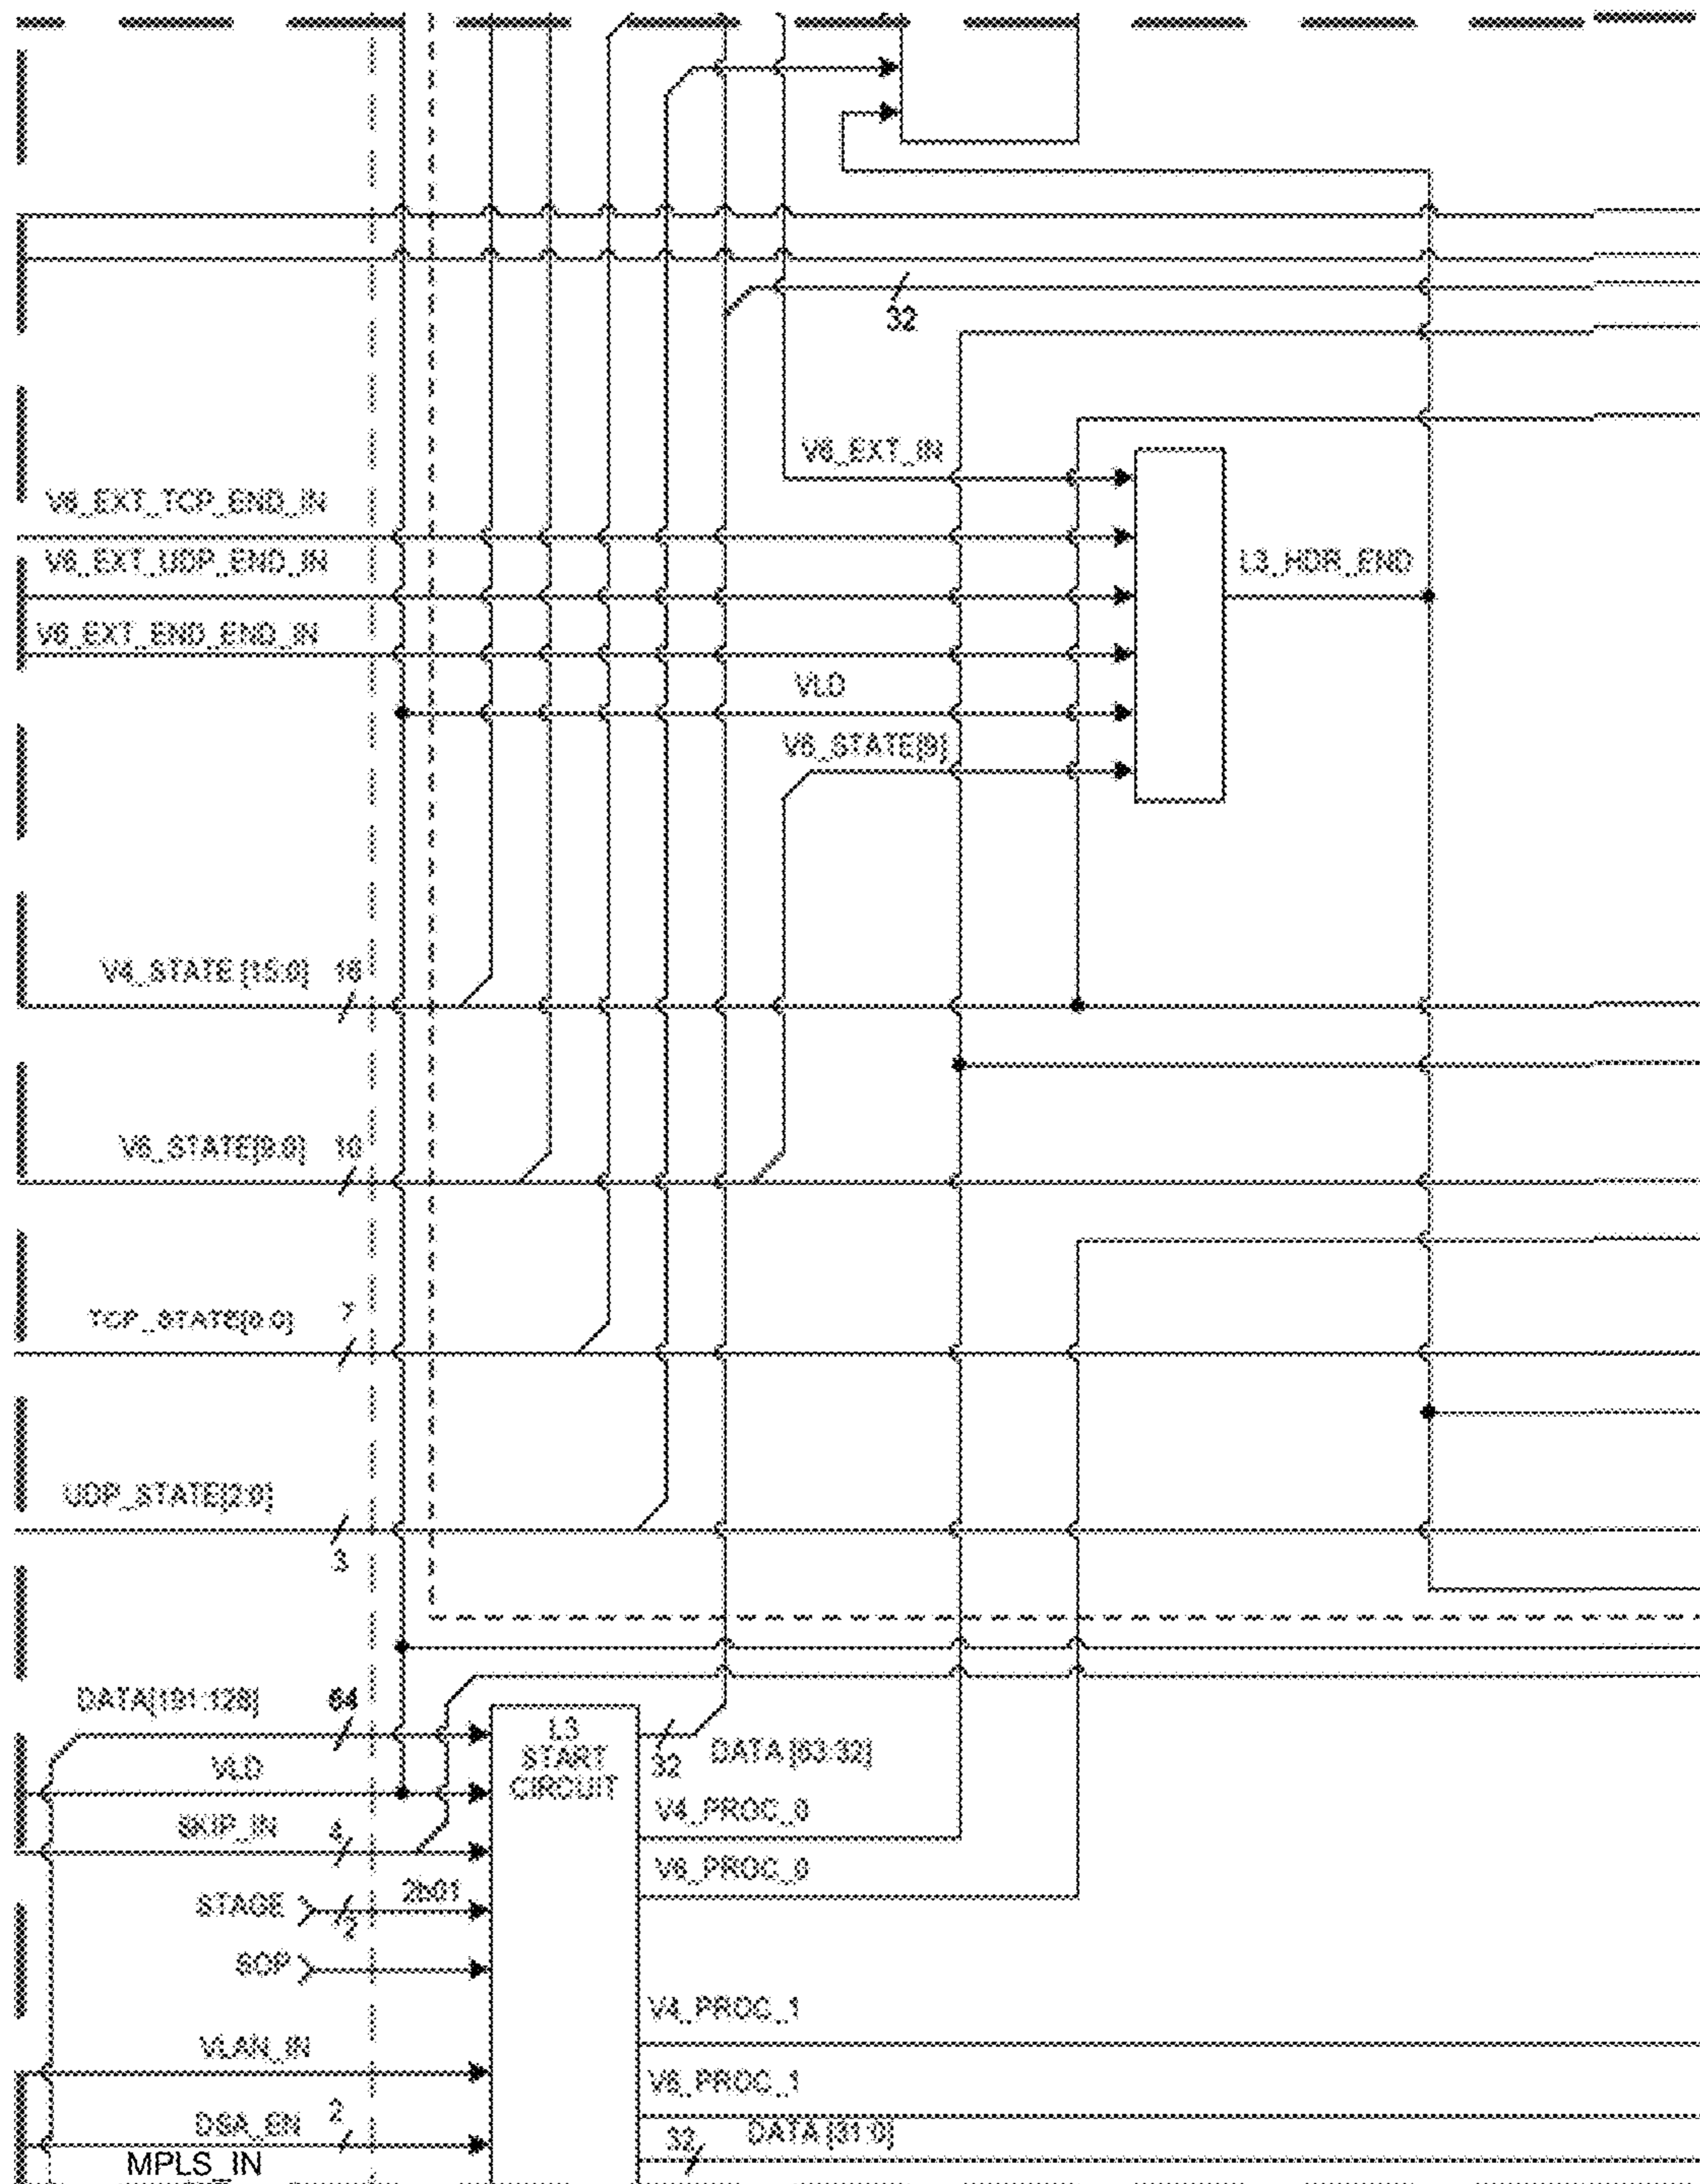 32
V6_EXT_IN
V6_EXT_TCP_END_IN
V6_EXT_UDP_END_IN
L3_HDR_END
V6_EXT_END_END_IN
VLD
V6_STATE[9]
V4_STATE [15:0] 16
V6_STATE[9:0] 10
TCP_STATE[6:0] 7
UDP_STATE[2:0]
3
DATA[191:128] 64
L3
START
CIRCUIT
32 DATA [63:32]
VLD
V4_PROC_0
SKIP_IN 4
V6_PROC_0
STAGE 2 2b01
SOP
V4_PROC_1
VLAN_IN
V6_PROC_1
DSA_EN 2
32 DATA [31:0]
MPLS_IN